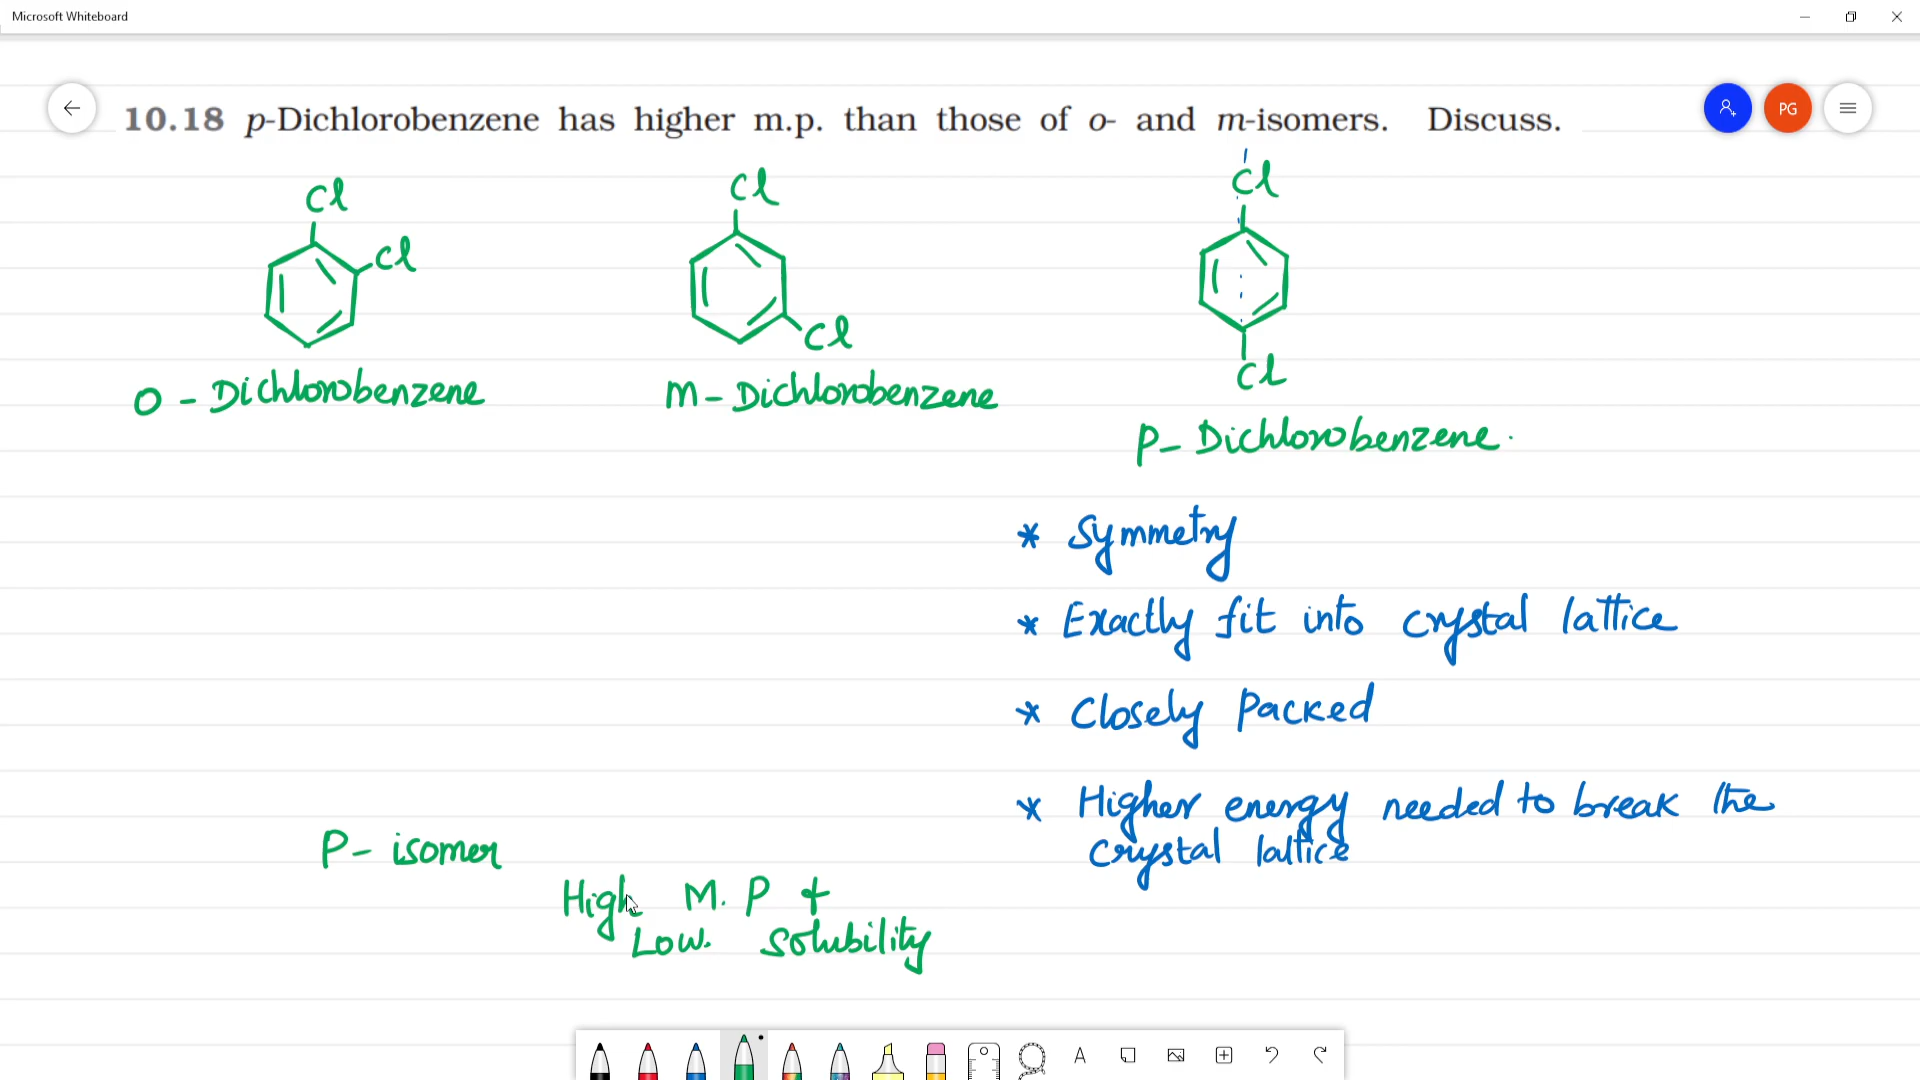 Microsoft Whiteboard
10.18 p-Dichlorobenzene has higher m.p. than those of o- and m-isomers. Discuss.
PG
Cl
Cl
O - Dichlorobenzene
Cl
Cl
M - Dichlorobenzene
Cl
Cl
P - Dichlorobenzene.
* Symmetry
* Exactly fit into crystal lattice
* Closely Packed
* Higher energy needed to break the
crystal lattice
P - isomer
High M. P &
Low. Solubility
A